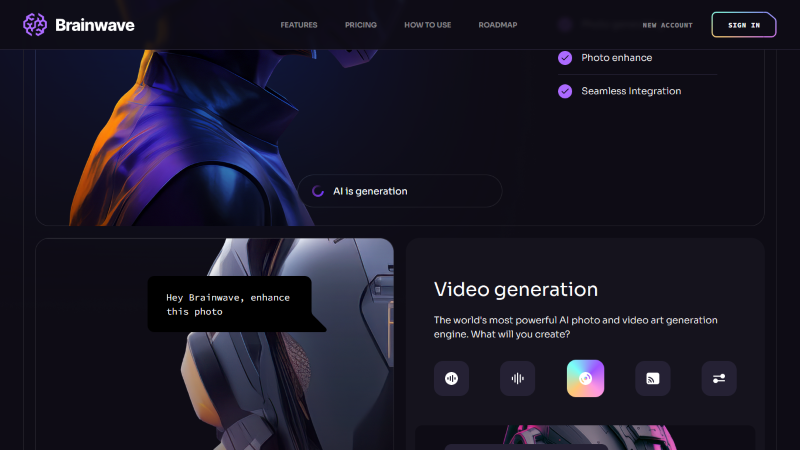 Brainwave
FEATURES
PRICING
HOW TO USE
ROADMAP
NEW ACCOUNT
SIGN IN
Photo enhance
Seamless Integration
AI is generation
Hey Brainwave, enhance
this photo
Video generation
The world's most powerful AI photo and video art generation
engine. What will you create?